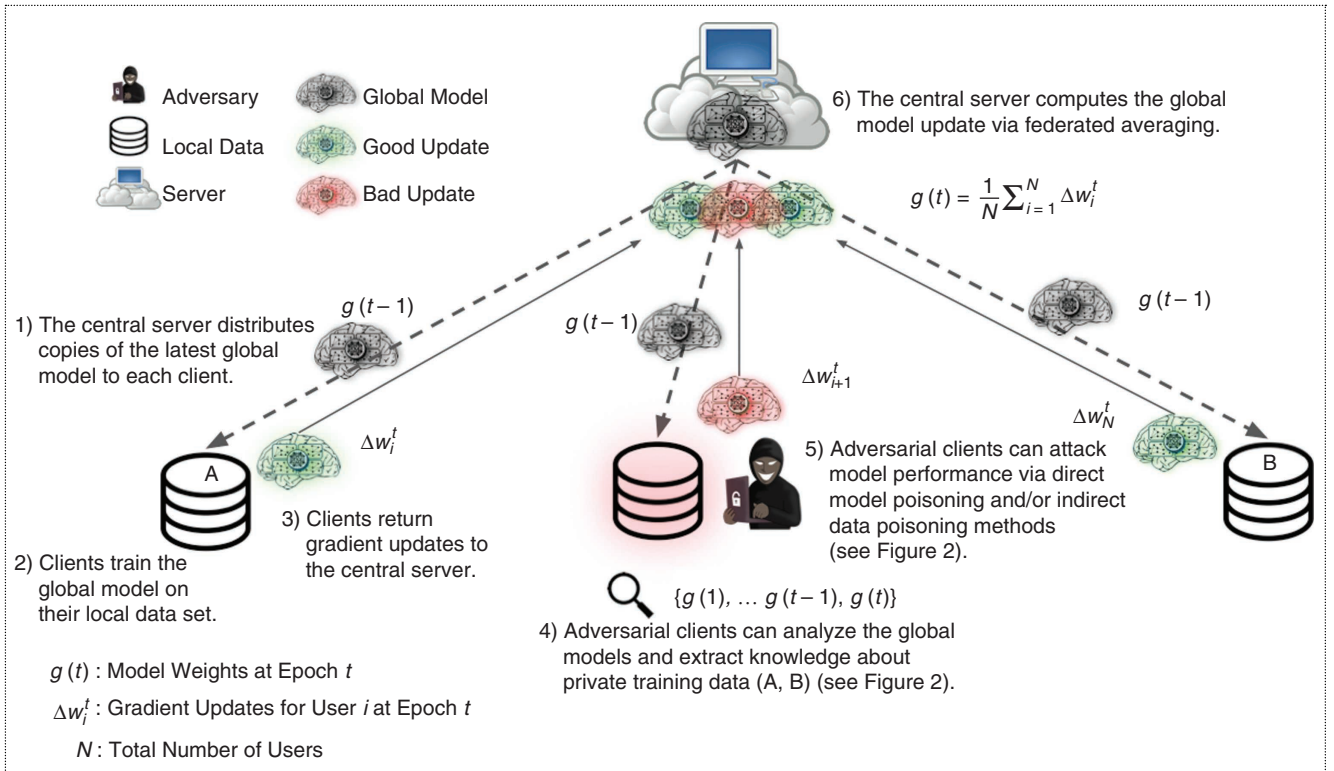 Adversary
Global Model
Local Data
Good Update
Server
Bad Update
6) The central server computes the global
model update via federated averaging.
g (t) = 1/N ∑_{i = 1}^{N} Δw_i^t
1) The central server distributes
copies of the latest global
model to each client.
g (t – 1)
g (t – 1)
g (t – 1)
Δw_i^t
Δw_{i+1}^t
Δw_N^t
A
B
2) Clients train the
global model on
their local data set.
3) Clients return
gradient updates to
the central server.
5) Adversarial clients can attack
model performance via direct
model poisoning and/or indirect
data poisoning methods
(see Figure 2).
{g (1), … g (t – 1), g (t)}
4) Adversarial clients can analyze the global
models and extract knowledge about
private training data (A, B) (see Figure 2).
g (t) : Model Weights at Epoch t
Δw_i^t : Gradient Updates for User i at Epoch t
N : Total Number of Users